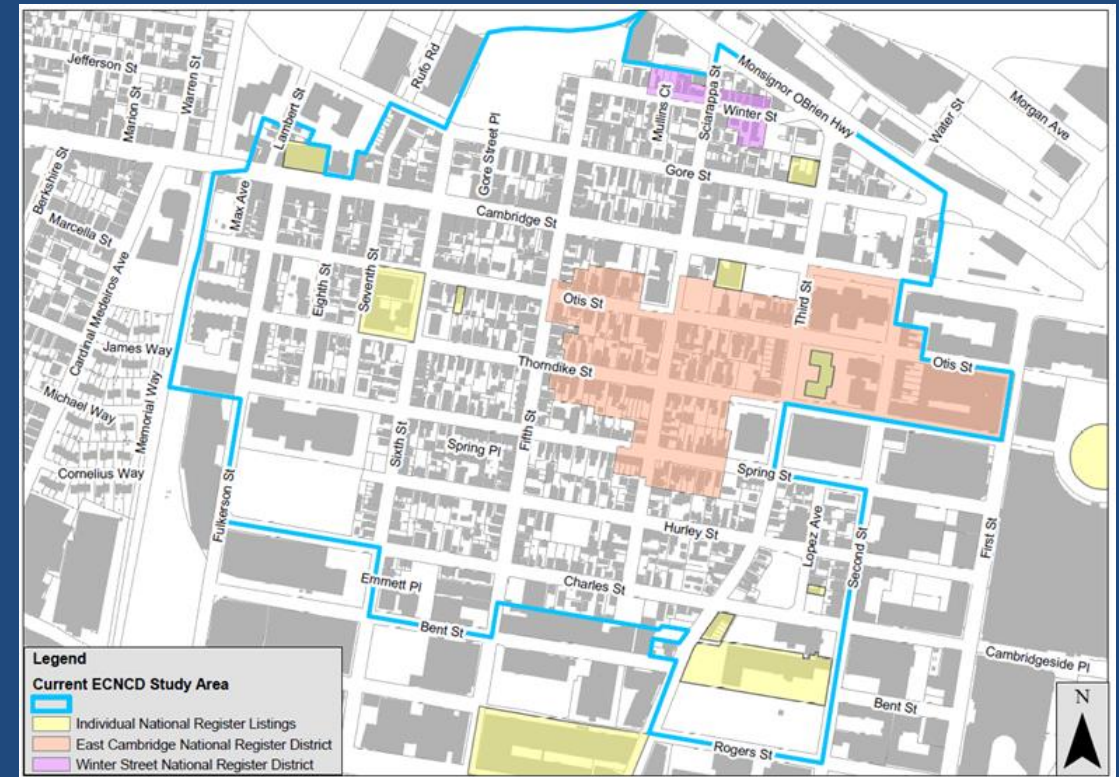 Jefferson St
Marion St
Warren St
Rufo Rd
Lambert St
Berkshire St
Marcella St
Max Ave
Gore Street Pl
Mullins Ct
Sciarappa St
Winter St
Monsignor OBrien Hwy
Water St
Morgan Ave
Gore St
Cambridge St
Cardinal Medeiros Ave
Eighth St
Seventh St
Otis St
Third St
James Way
Thorndike St
Otis St
Michael Way
Memorial Way
Cornelius Way
Fulkerson St
Sixth St
Spring Pl
Fifth St
Spring St
Hurley St
Lopez Ave
Second St
First St
Emmett Pl
Charles St
Bent St
Cambridgeside Pl
Bent St
Rogers St
Legend
Current ECNCD Study Area
Individual National Register Listings
East Cambridge National Register District
Winter Street National Register District
N